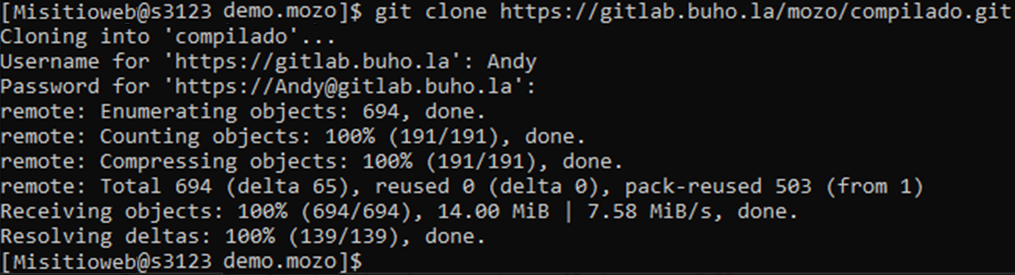 [Misitioweb@s3123 demo.mozo]$ git clone https://gitlab.buho.la/mozo/compilado.git
Cloning into 'compilado'...
Username for 'https://gitlab.buho.la': Andy
Password for 'https://Andy@gitlab.buho.la':
remote: Enumerating objects: 694, done.
remote: Counting objects: 100% (191/191), done.
remote: Compressing objects: 100% (191/191), done.
remote: Total 694 (delta 65), reused 0 (delta 0), pack-reused 503 (from 1)
Receiving objects: 100% (694/694), 14.00 MiB | 7.58 MiB/s, done.
Resolving deltas: 100% (139/139), done.
[Misitioweb@s3123 demo.mozo]$